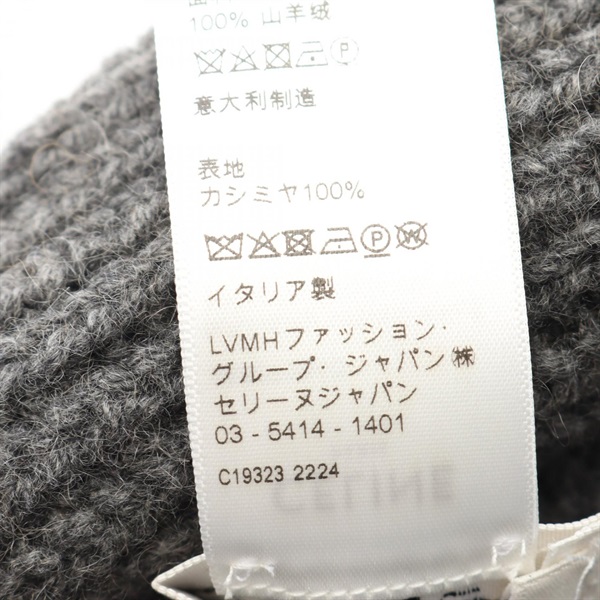 100% 山羊绒
意大利制造
表地
カシミヤ100%
イタリア製
LVMHファッション・
グループ・ジャパン㈱
セリーヌジャパン
03 - 5414 - 1401
C19323 2224
CELINE